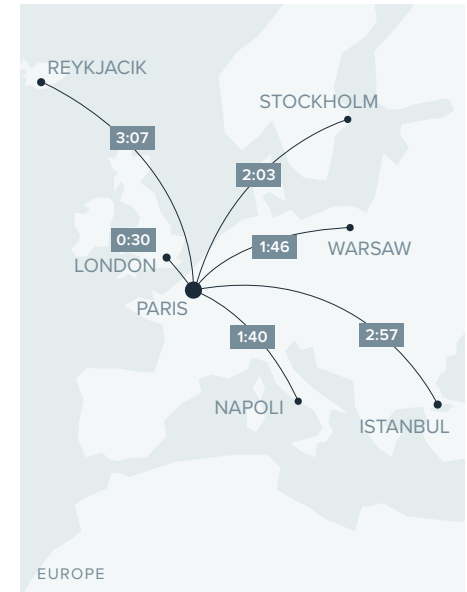 REYKJACIK
STOCKHOLM
3:07
2:03
0:30
1:46
WARSAW
LONDON
PARIS
1:40
2:57
NAPOLI
ISTANBUL
EUROPE